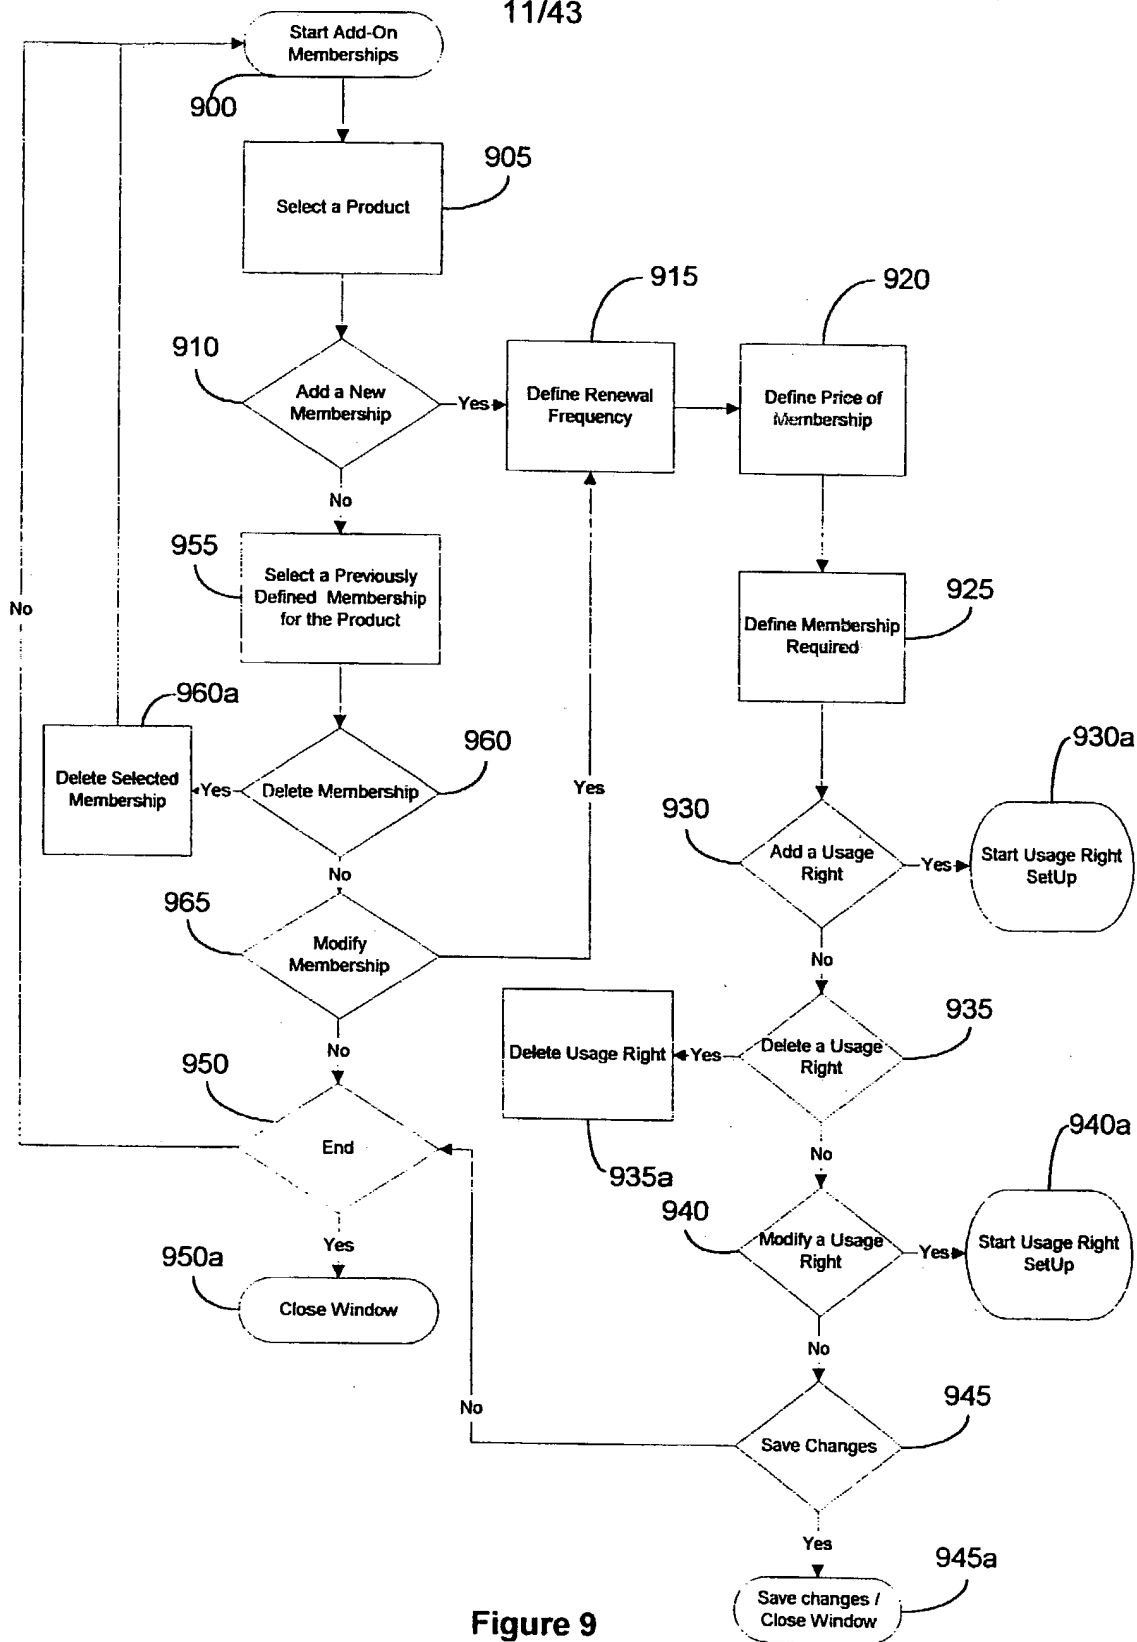 11/43
Start Add-On
Memberships
900
905
Select a Product
910
Add a New
Membership
Yes
915
Define Renewal
Frequency
920
Define Price of
Membership
No
955
Select a Previously
Defined Membership
for the Product
925
Define Membership
Required
No
960a
Delete Selected
Membership
Yes
960
Delete Membership
Yes
No
930
Add a Usage
Right
Yes
930a
Start Usage Right
SetUp
965
Modify
Membership
No
No
935
Delete a Usage
Right
Yes
Delete Usage Right
935a
950
End
No
940
Modify a Usage
Right
Yes
940a
Start Usage Right
SetUp
Yes
950a
Close Window
No
945
Save Changes
No
Yes
945a
Save changes /
Close Window
Figure 9